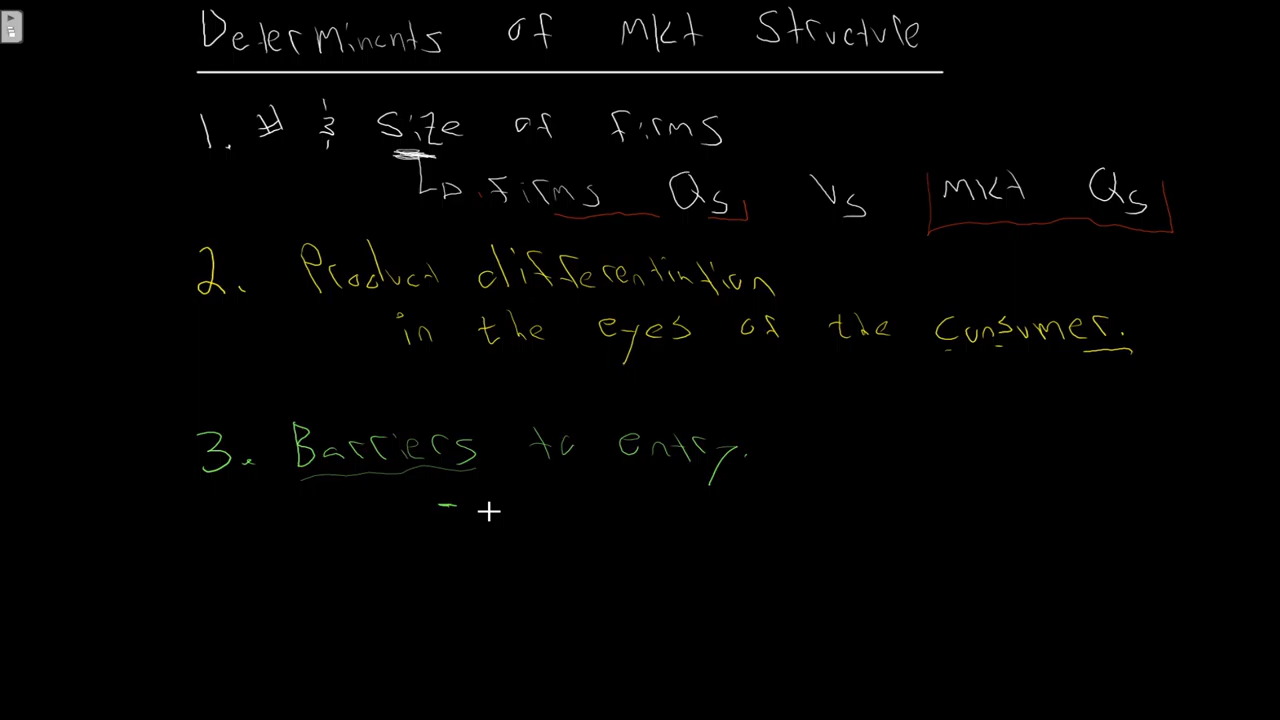 Determinants of Mkt Structure
1. # & Size of firms
↳ firms Qs Vs Mkt Qs
2. Product differentintion
in the eyes of the Consumer.
3. Barriers to entry.
-